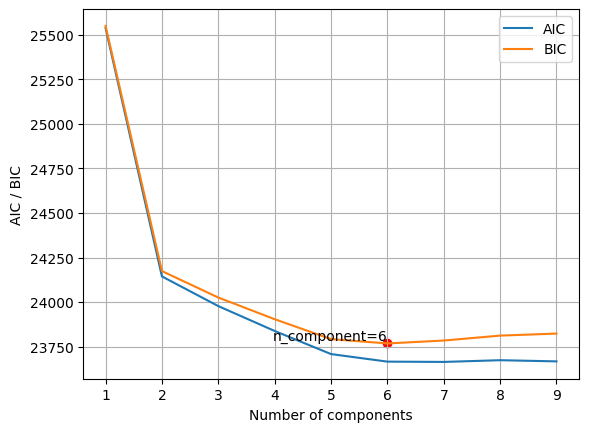 AIC
BIC
25500
25250
25000
24750
24500
24250
24000
23750
AIC / BIC
n_component=6
1 2 3 4 5 6 7 8 9
Number of components